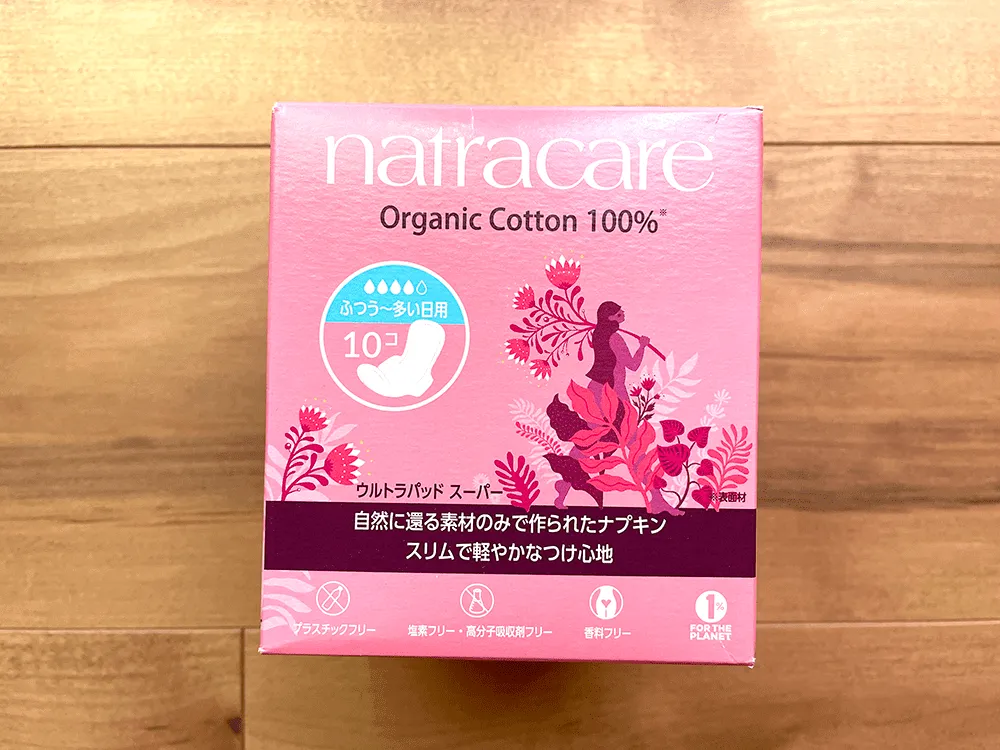 natracare
Organic Cotton 100%※
ふつう〜多い日用
10コ
ウルトラパッド スーパー
※表面材
自然に還る素材のみで作られたナプキン
スリムで軽やかなつけ心地
プラスチックフリー
塩素フリー・高分子吸収剤フリー
香料フリー
1%
FOR THE
PLANET